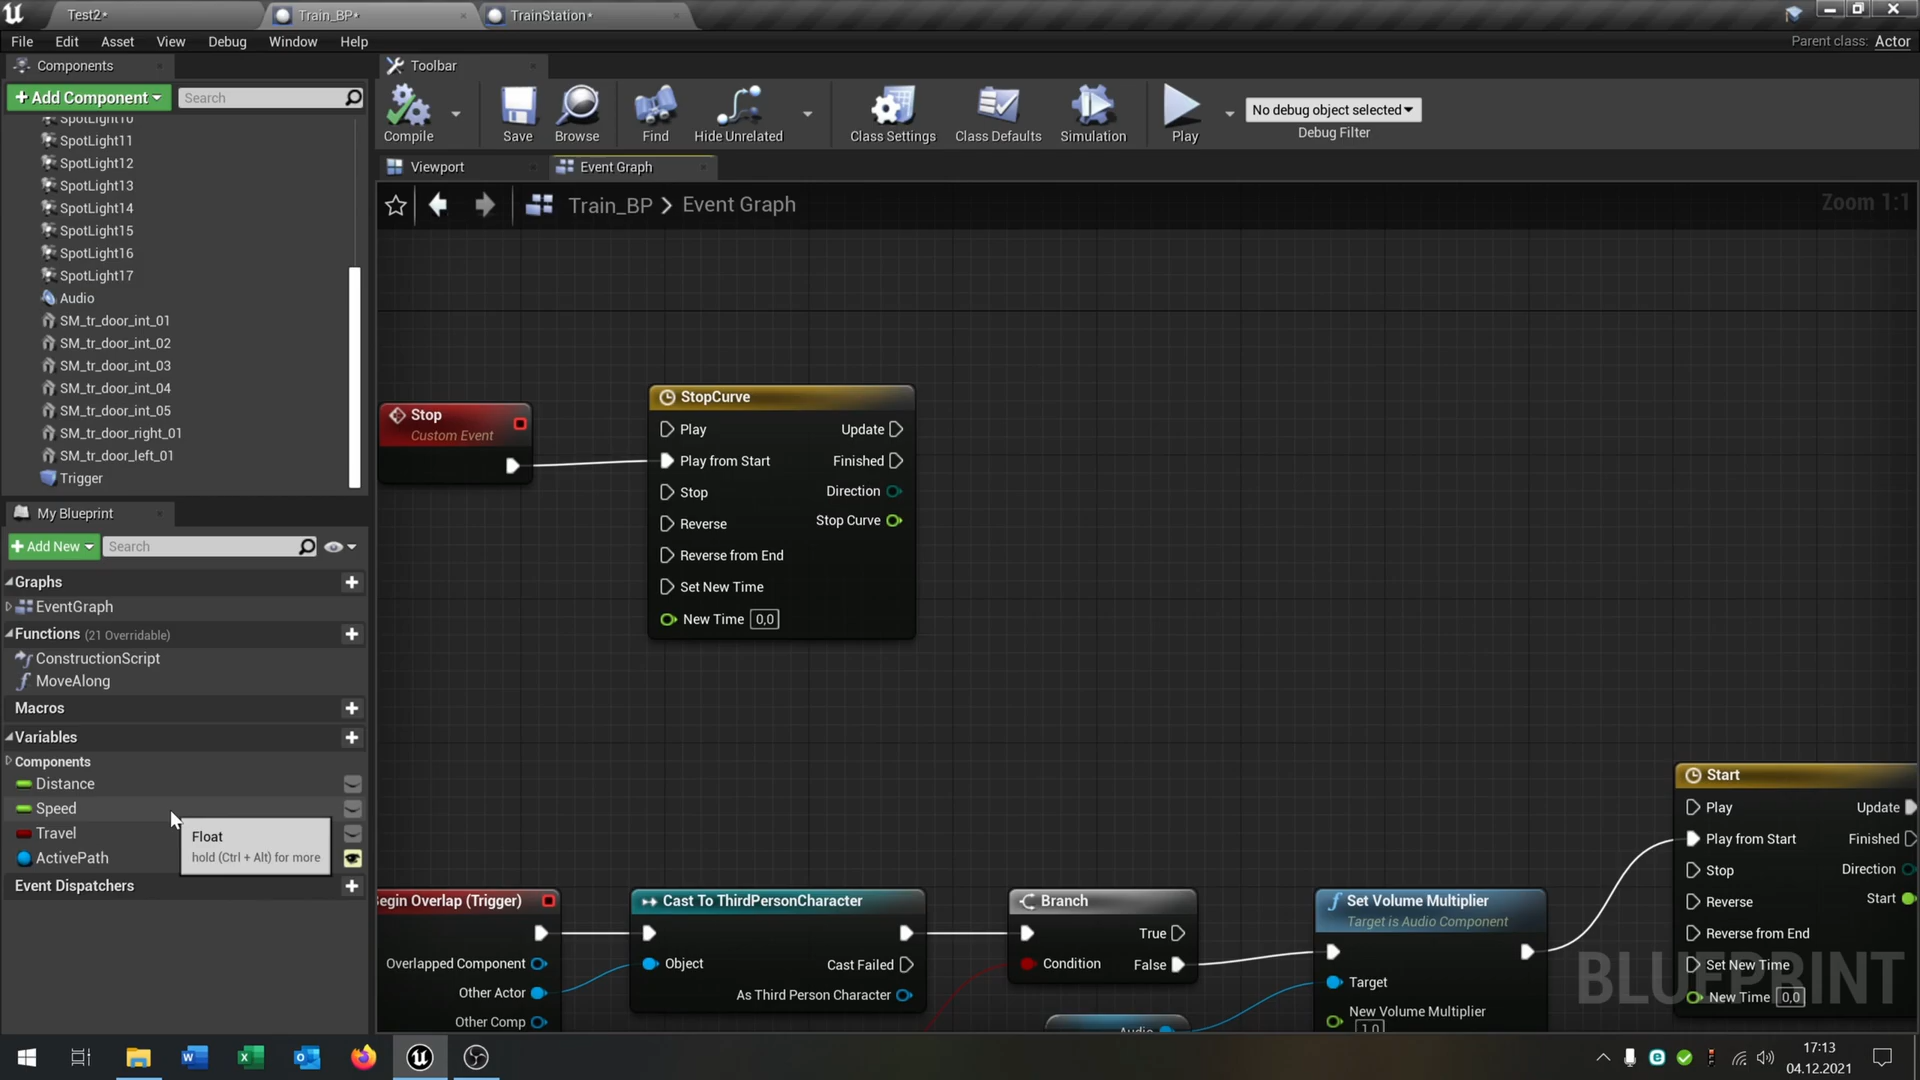 Test2*
Train_BP*
TrainStation*
File
Edit
Asset
View
Debug
Window
Help
Parent class: Actor
Components
Toolbar
+ Add Component
Search
SpotLight10
SpotLight11
SpotLight12
SpotLight13
SpotLight14
SpotLight15
SpotLight16
SpotLight17
Audio
SM_tr_door_int_01
SM_tr_door_int_02
SM_tr_door_int_03
SM_tr_door_int_04
SM_tr_door_int_05
SM_tr_door_right_01
SM_tr_door_left_01
Trigger
Compile
Save
Browse
Find
Hide Unrelated
Class Settings
Class Defaults
Simulation
Play
No debug object selected
Debug Filter
Viewport
Event Graph
Train_BP > Event Graph
Zoom 1:1
My Blueprint
+ Add New
Search
Graphs
EventGraph
Functions (21 Overridable)
ConstructionScript
MoveAlong
Macros
Variables
Components
Distance
Speed
Travel
ActivePath
Event Dispatchers
Float
hold (Ctrl + Alt) for more
Stop
Custom Event
StopCurve
Play
Update
Play from Start
Finished
Stop
Direction
Reverse
Stop Curve
Reverse from End
Set New Time
New Time 0,0
egin Overlap (Trigger)
Overlapped Component
Other Actor
Other Comp
Cast To ThirdPersonCharacter
Object
Cast Failed
As Third Person Character
Branch
True
Condition
False
Audio
Set Volume Multiplier
Target is Audio Component
Target
New Volume Multiplier
1.0
Start
Play
Update
Play from Start
Finished
Stop
Direction
Reverse
Start
Reverse from End
Set New Time
New Time 0,0
BLUEPRINT
17:13
04.12.2021